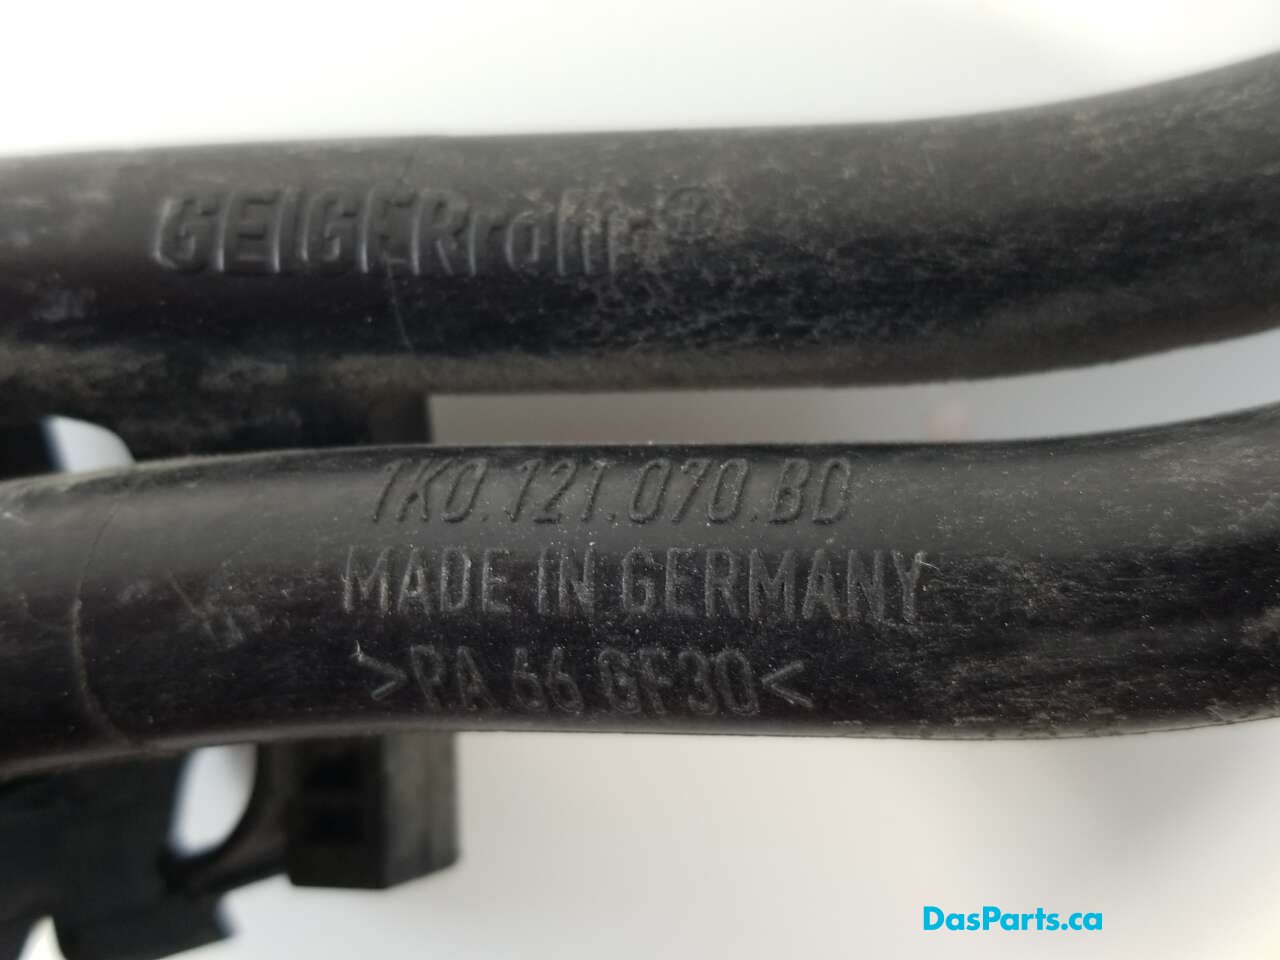 GEIGERrohr®
1K0.121.070.BD
MADE IN GERMANY
>PA 66 GF30<
DasParts.ca